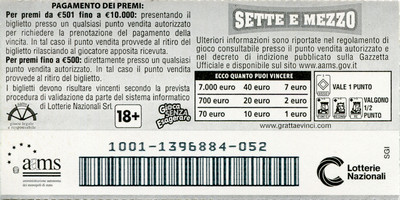 PAGAMENTO DEI PREMI:
Per premi da €501 fino a €10.000: presentando il
biglietto presso un qualsiasi punto vendita autorizzato
per richiedere la prenotazione del pagamento della
vincita. In tal caso il punto vendita provvede al ritiro del
biglietto rilasciando al giocatore apposita ricevuta.
Per premi fino a €500: direttamente presso un qualsiasi
punto vendita autorizzato. In tal caso il punto vendita
provvede al ritiro del biglietto.
I biglietti devono risultare vincenti secondo la prevista
procedura di validazione da parte del sistema informatico
di Lotterie Nazionali Srl
18+
Gioca
Senza
Esagerare
SETTE E MEZZO
Ulteriori informazioni sono riportate nel regolamento di
gioco consultabile presso il punto vendita autorizzato e
nel decreto di indizione pubblicato sulla Gazzetta
Ufficiale e disponibile sul sito www.aams.gov.it
ECCO QUANTO PUOI VINCERE
7.000 euro 40 euro 7 euro
700 euro 20 euro 2 euro
70 euro 10 euro 1 euro
www.grattaevinci.com
VALE 1 PUNTO
VALGONO
1/2
PUNTO
aams
1001-1396884-052
Lotterie
Nazionali
SGI